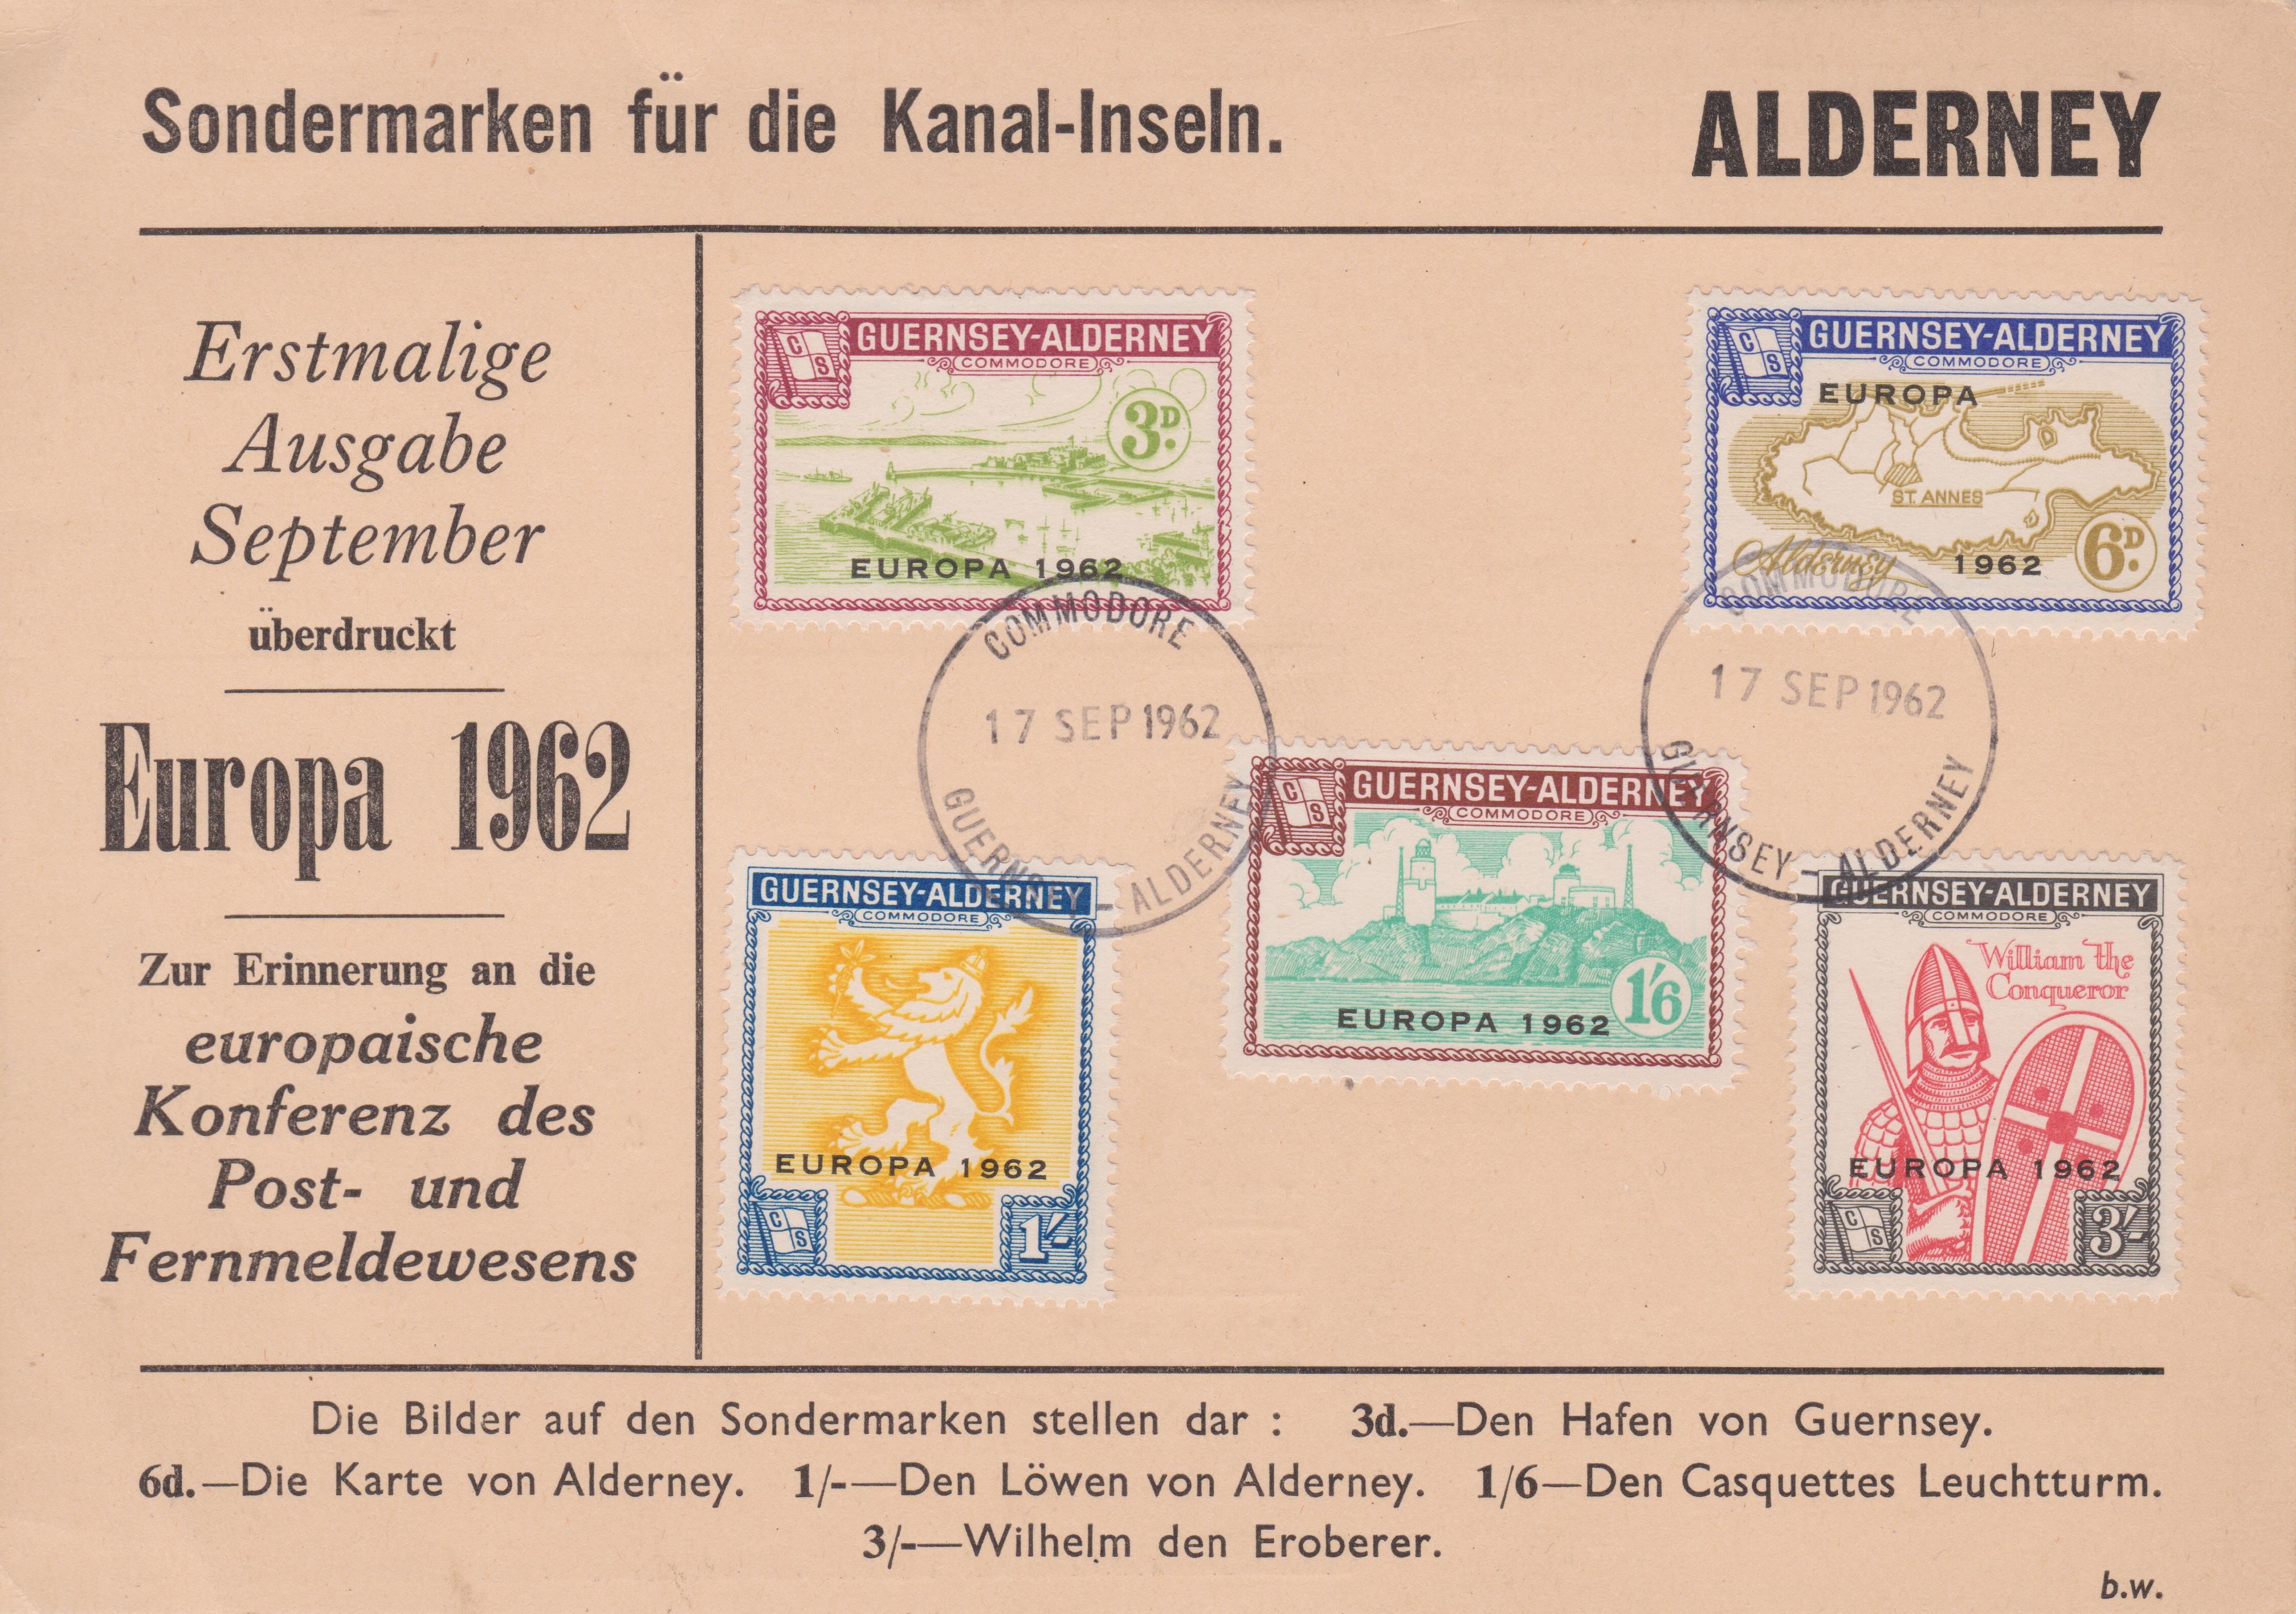 Sondermarken für die Kanal-Inseln.
ALDERNEY
Erstmalige
Ausgabe
September
überdruckt
Europa 1962
Zur Erinnerung an die
europaische
Konferenz des
Post- und
Fernmeldewesens
C S
GUERNSEY-ALDERNEY
COMMODORE
3D.
EUROPA 1962
C S
GUERNSEY-ALDERNEY
COMMODORE
EUROPA
ST. ANNES
Alderney
1962
6D.
COMMODORE
17 SEP 1962
GUERNSEY - ALDERNEY
COMMODORE
17 SEP 1962
GUERNSEY - ALDERNEY
GUERNSEY-ALDERNEY
COMMODORE
EUROPA 1962
C S
1/-
C S
GUERNSEY-ALDERNEY
COMMODORE
1/6
EUROPA 1962
GUERNSEY-ALDERNEY
COMMODORE
William the
Conqueror
EUROPA 1962
C S
3/-
Die Bilder auf den Sondermarken stellen dar : 3d.—Den Hafen von Guernsey.
6d.—Die Karte von Alderney. 1/-—Den Löwen von Alderney. 1/6—Den Casquettes Leuchtturm.
3/-—Wilhelm den Eroberer.
b.w.